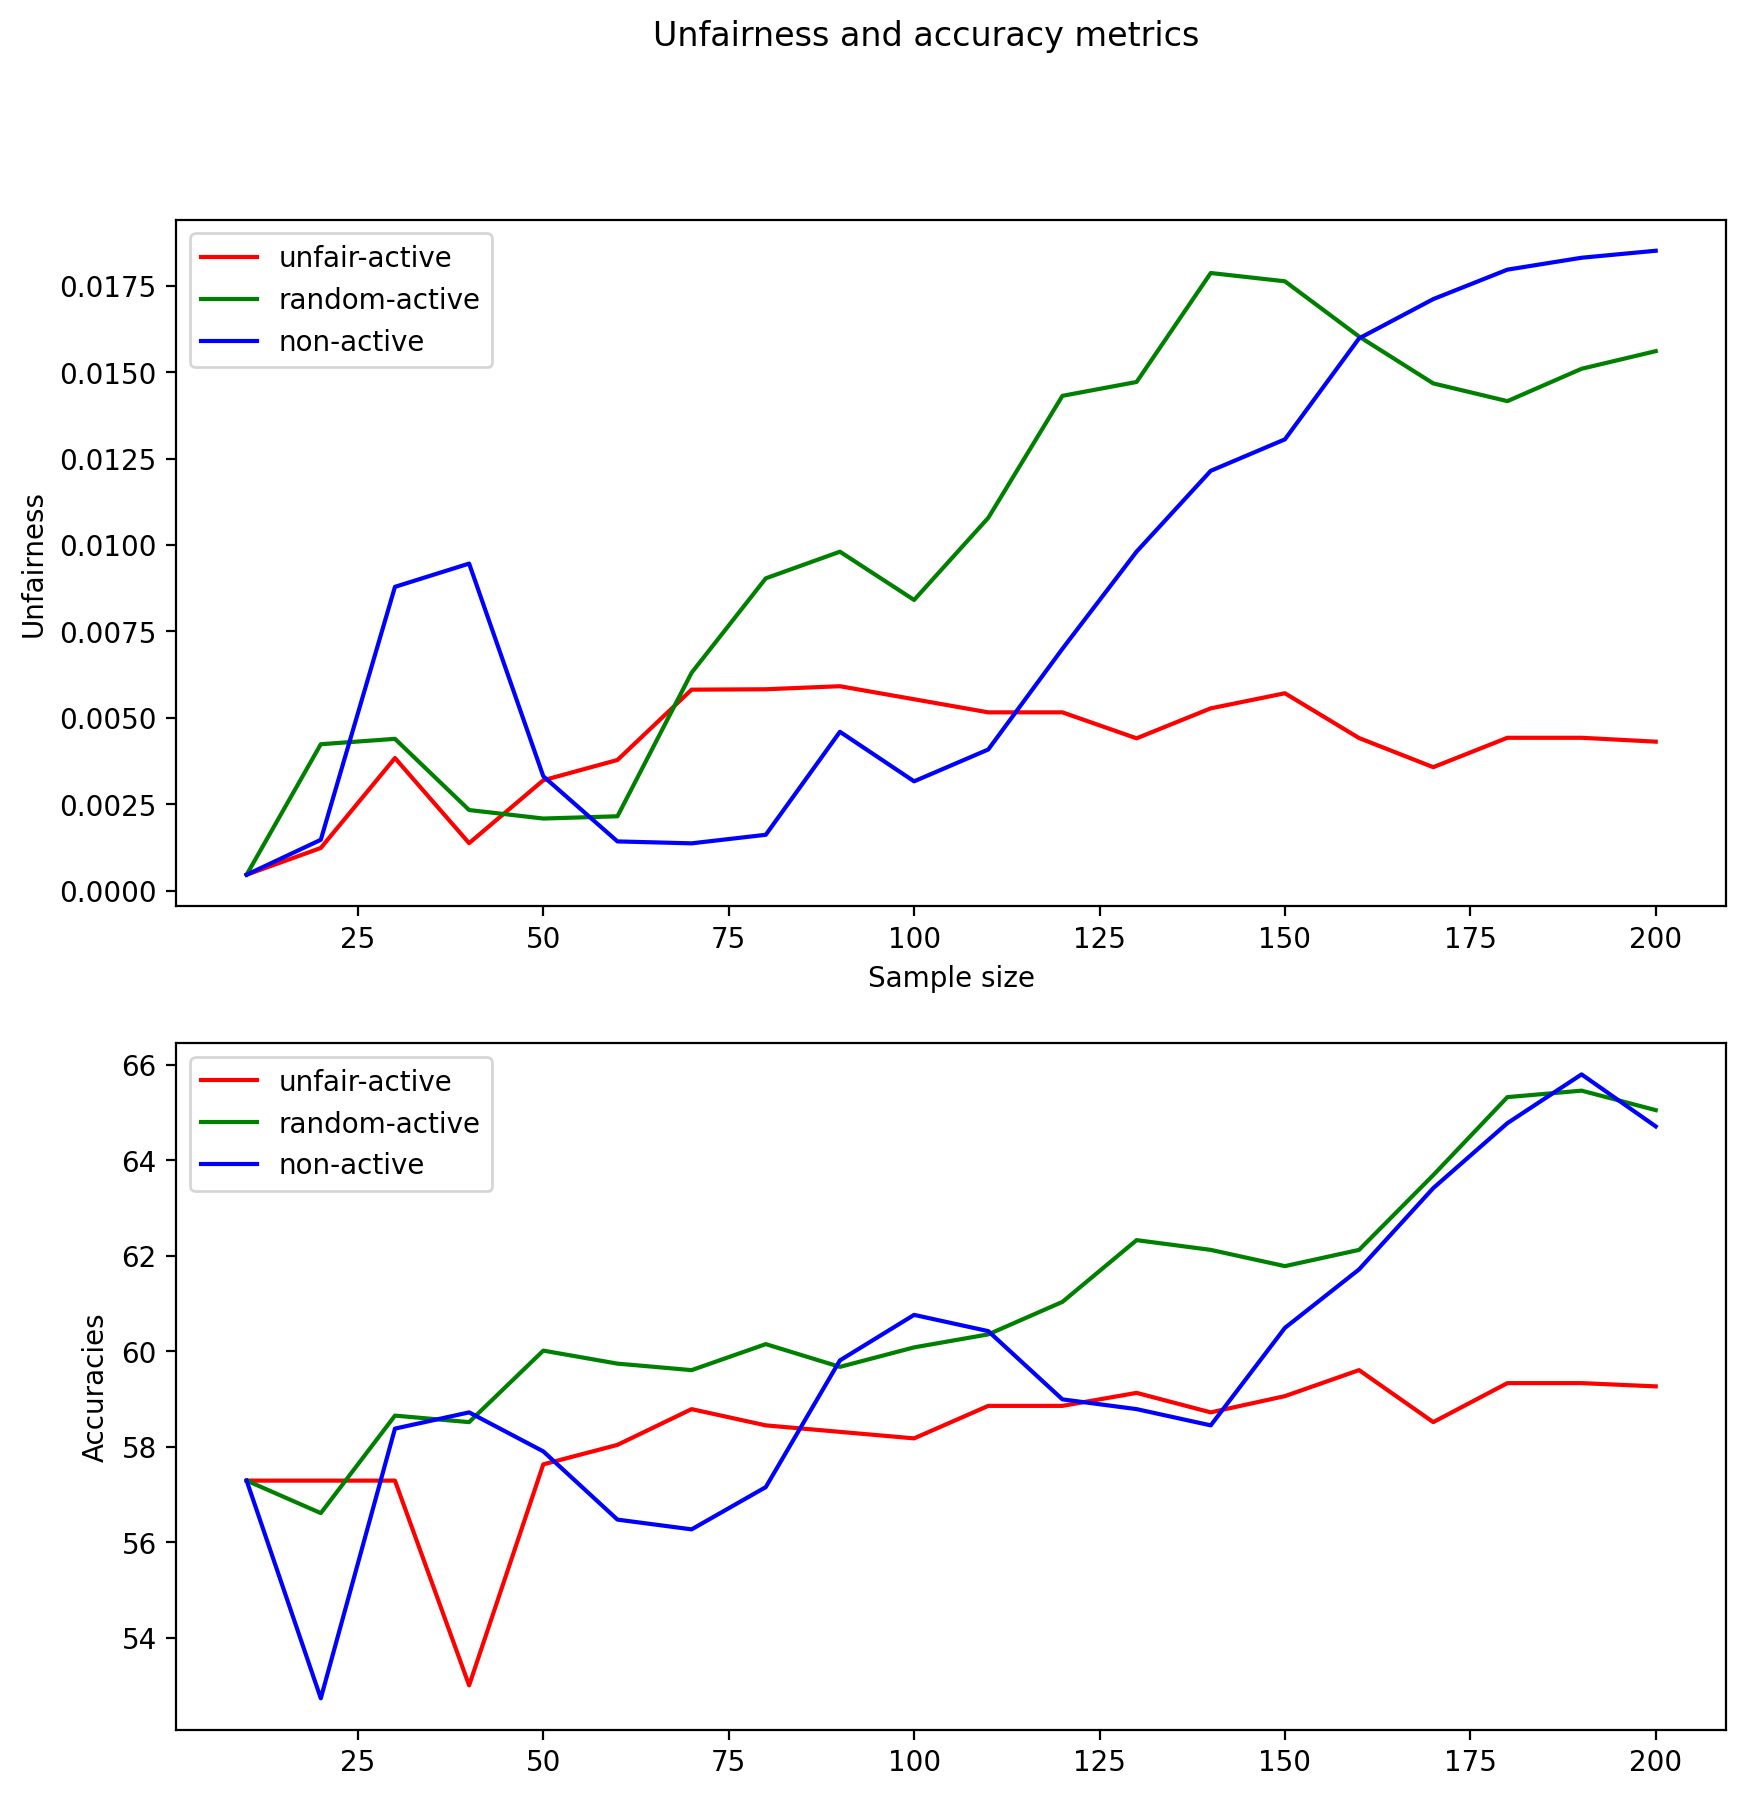 Unfairness and accuracy metrics
unfair-active
random-active
non-active
0.0175
0.0150
0.0125
0.0100
0.0075
0.0050
0.0025
0.0000
Unfairness
25 50 75 100 125 150 175 200
Sample size
unfair-active
random-active
non-active
66
64
62
60
58
56
54
Accuracies
25 50 75 100 125 150 175 200